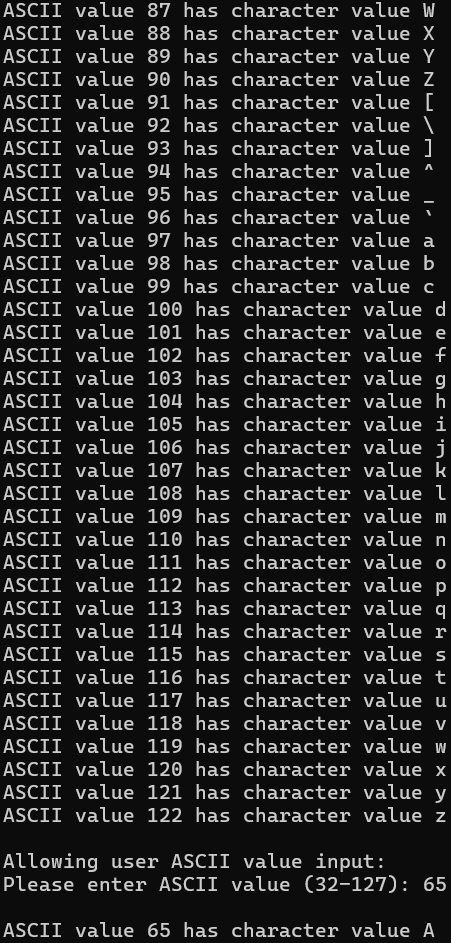 ASCII value 87 has character value W
ASCII value 88 has character value X
ASCII value 89 has character value Y
ASCII value 90 has character value Z
ASCII value 91 has character value [
ASCII value 92 has character value \
ASCII value 93 has character value ]
ASCII value 94 has character value ^
ASCII value 95 has character value _
ASCII value 96 has character value `
ASCII value 97 has character value a
ASCII value 98 has character value b
ASCII value 99 has character value c
ASCII value 100 has character value d
ASCII value 101 has character value e
ASCII value 102 has character value f
ASCII value 103 has character value g
ASCII value 104 has character value h
ASCII value 105 has character value i
ASCII value 106 has character value j
ASCII value 107 has character value k
ASCII value 108 has character value l
ASCII value 109 has character value m
ASCII value 110 has character value n
ASCII value 111 has character value o
ASCII value 112 has character value p
ASCII value 113 has character value q
ASCII value 114 has character value r
ASCII value 115 has character value s
ASCII value 116 has character value t
ASCII value 117 has character value u
ASCII value 118 has character value v
ASCII value 119 has character value w
ASCII value 120 has character value x
ASCII value 121 has character value y
ASCII value 122 has character value z
Allowing user ASCII value input:
Please enter ASCII value (32-127): 65
ASCII value 65 has character value A